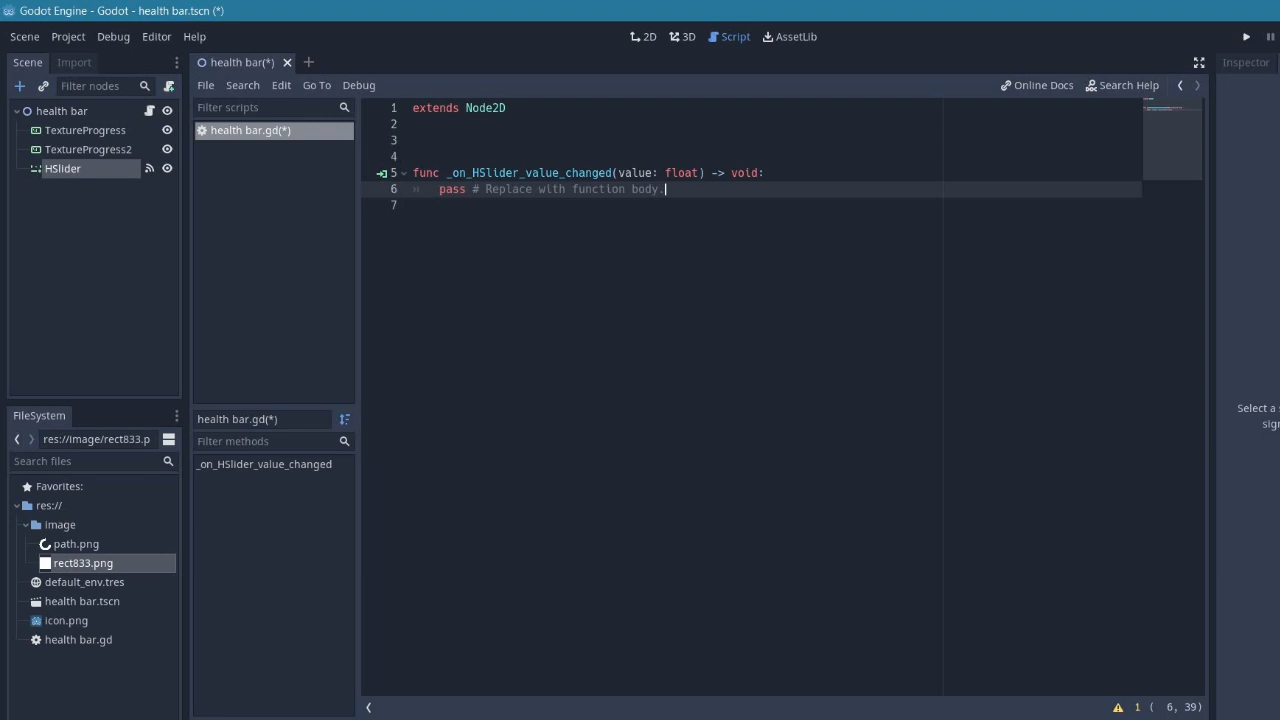 Godot Engine - Godot - health bar.tscn (*)
Scene Project Debug Editor Help
2D 3D Script AssetLib
Scene Import
health bar(*)
Inspector
Filter nodes
File Search Edit Go To Debug
Online Docs Search Help
Filter scripts
health bar
health bar.gd(*)
TextureProgress
TextureProgress2
HSlider
1 extends Node2D
2
3
4
5 func _on_HSlider_value_changed(value: float) -> void:
6 pass # Replace with function body.
7
Select a s
sign
FileSystem
health bar.gd(*)
res://image/rect833.p
Filter methods
Search files
_on_HSlider_value_changed
Favorites:
res://
image
path.png
rect833.png
default_env.tres
health bar.tscn
icon.png
health bar.gd
1 ( 6, 39)